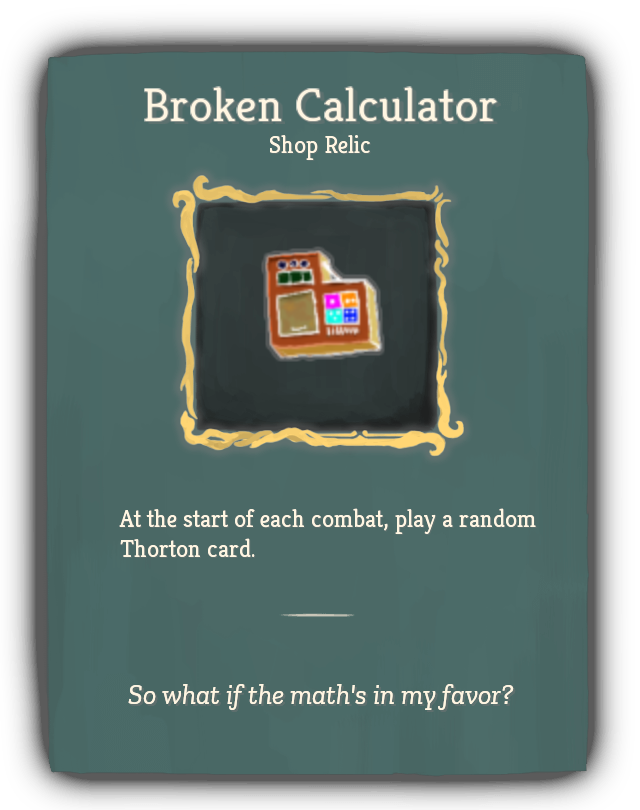 Broken Calculator
Shop Relic
At the start of each combat, play a random
Thorton card.
So what if the math's in my favor?